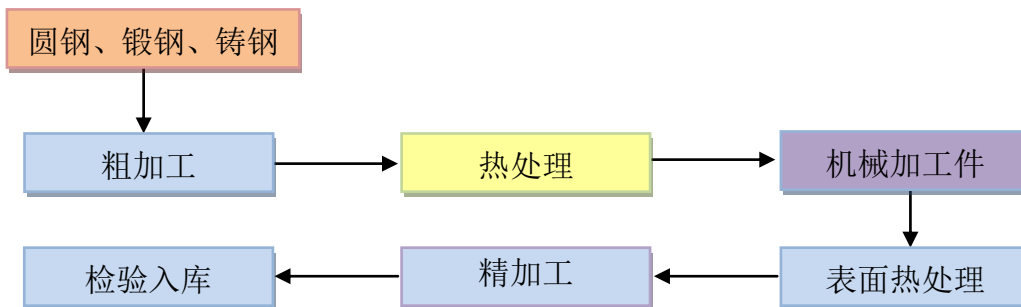 圆钢、锻钢、铸钢
粗加工
热处理
机械加工件
表面热处理
精加工
检验入库